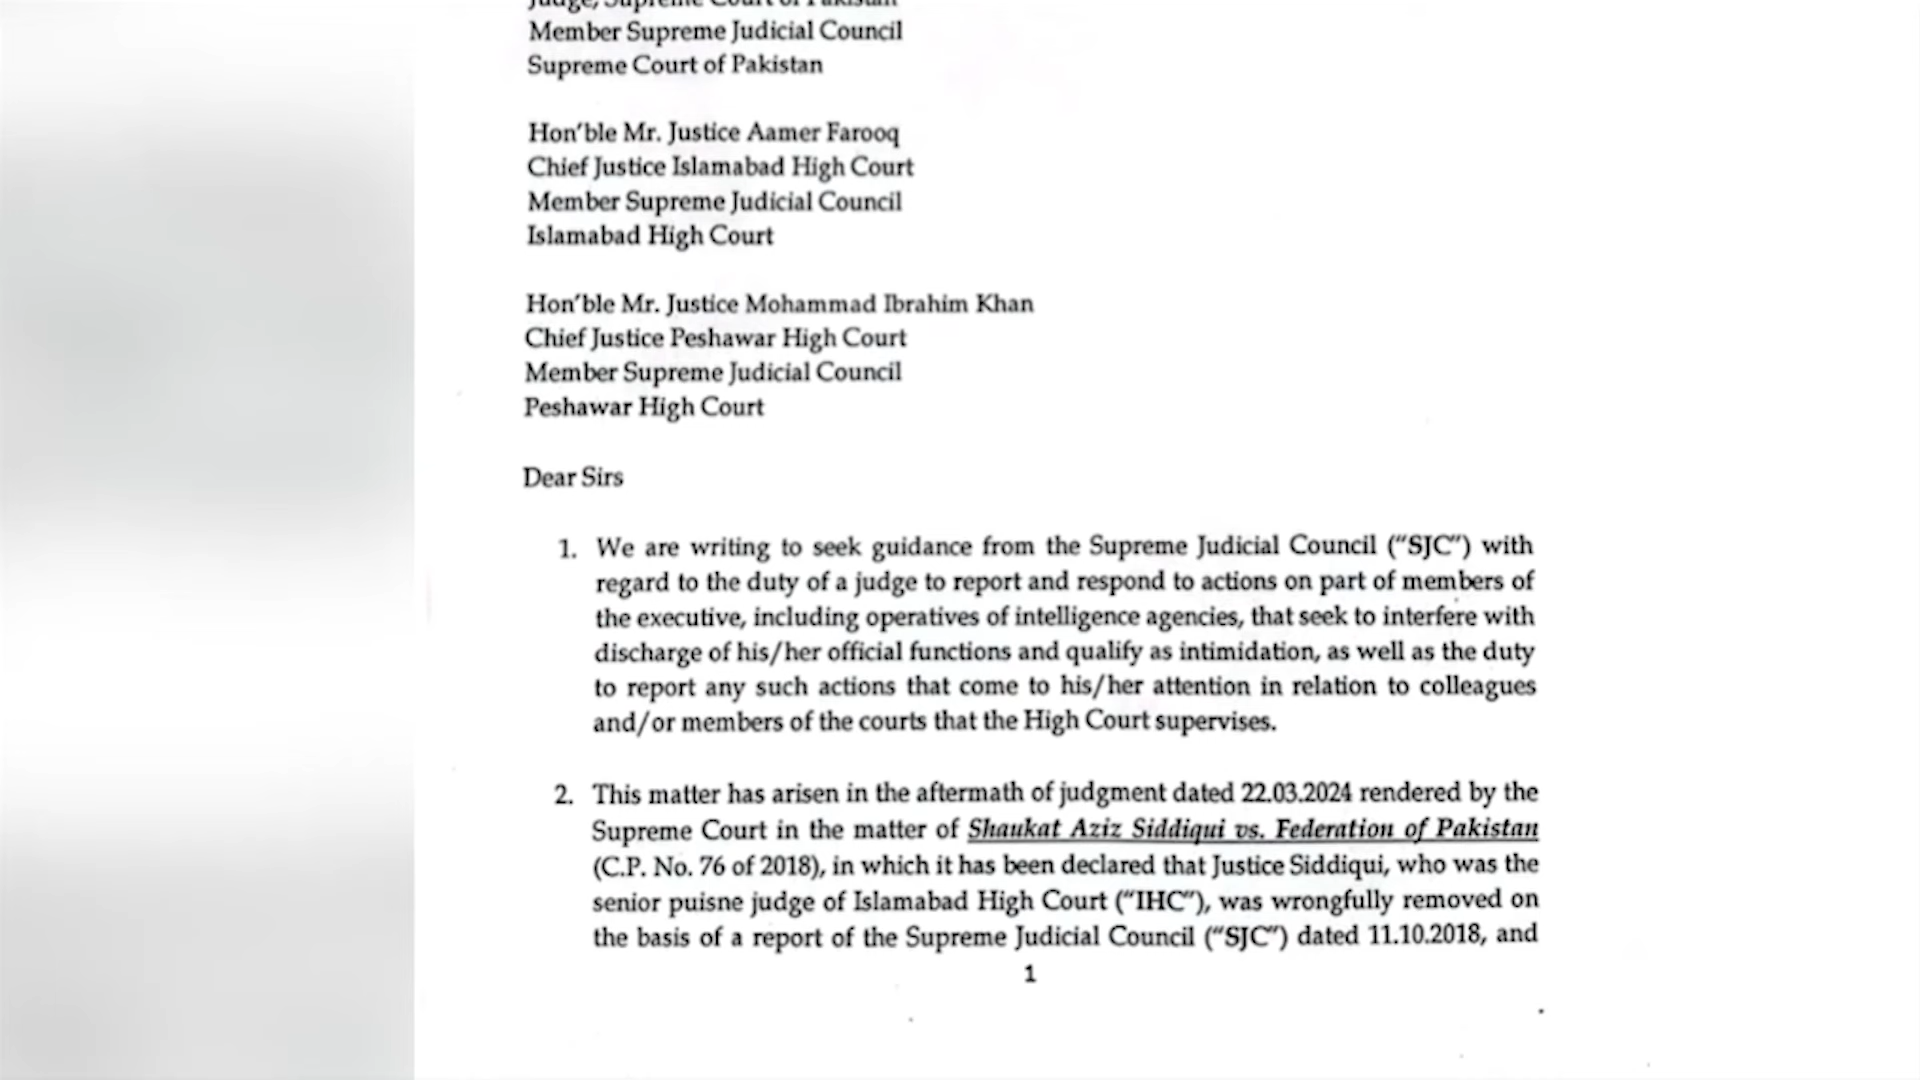 Judge, Supreme Court of Pakistan
Member Supreme Judicial Council
Supreme Court of Pakistan
Hon'ble Mr. Justice Aamer Farooq
Chief Justice Islamabad High Court
Member Supreme Judicial Council
Islamabad High Court
Hon'ble Mr. Justice Mohammad Ibrahim Khan
Chief Justice Peshawar High Court
Member Supreme Judicial Council
Peshawar High Court
Dear Sirs
1. We are writing to seek guidance from the Supreme Judicial Council ("SJC") with
regard to the duty of a judge to report and respond to actions on part of members of
the executive, including operatives of intelligence agencies, that seek to interfere with
discharge of his/her official functions and qualify as intimidation, as well as the duty
to report any such actions that come to his/her attention in relation to colleagues
and/or members of the courts that the High Court supervises.
2. This matter has arisen in the aftermath of judgment dated 22.03.2024 rendered by the
Supreme Court in the matter of Shaukat Aziz Siddiqui vs. Federation of Pakistan
(C.P. No. 76 of 2018), in which it has been declared that Justice Siddiqui, who was the
senior puisne judge of Islamabad High Court ("IHC"), was wrongfully removed on
the basis of a report of the Supreme Judicial Council ("SJC") dated 11.10.2018, and
1